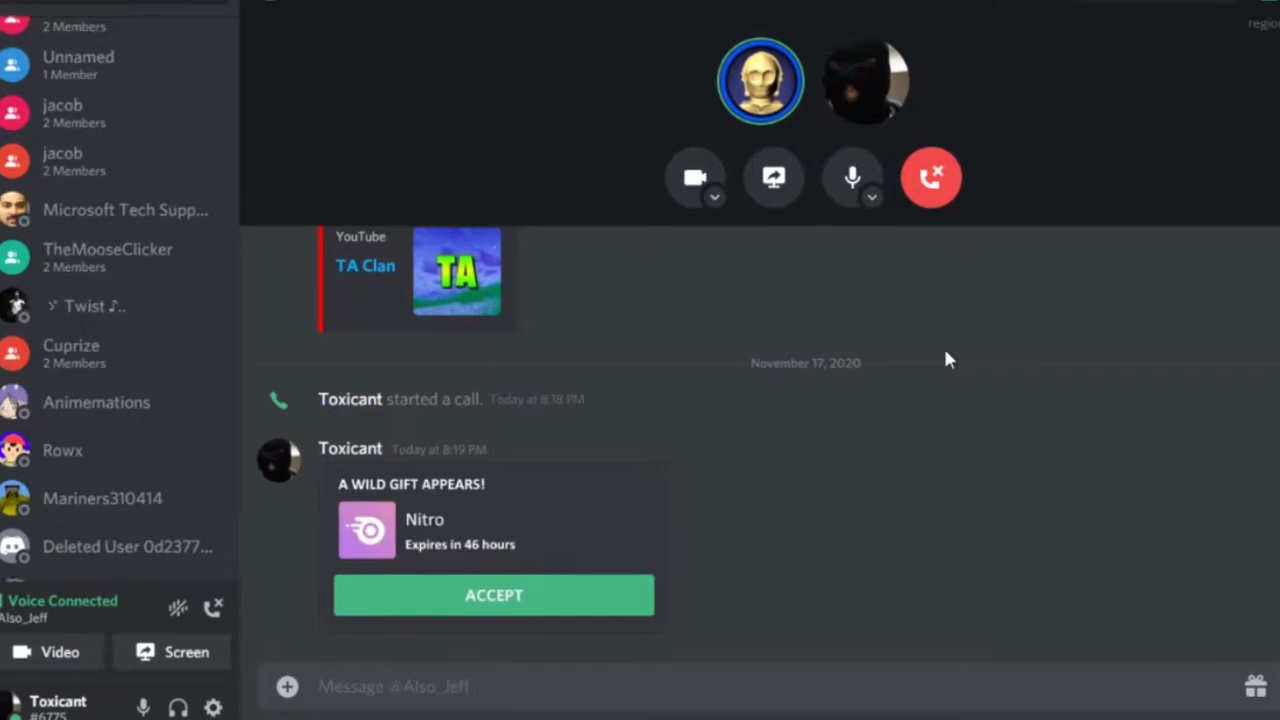 2 Members
Unnamed
1 Member
jacob
2 Members
jacob
2 Members
Microsoft Tech Supp...
TheMooseClicker
2 Members
Twist ♪..
Cuprize
2 Members
Animemations
Rowx
Mariners310414
Deleted User 0d2377...
Voice Connected
Also_Jeff
Video
Screen
Toxicant
#6775
regio
YouTube
TA Clan
TA
November 17, 2020
Toxicant started a call. Today at 8:18 PM
Toxicant Today at 8:19 PM
A WILD GIFT APPEARS!
Nitro
Expires in 46 hours
ACCEPT
Message @Also_Jeff